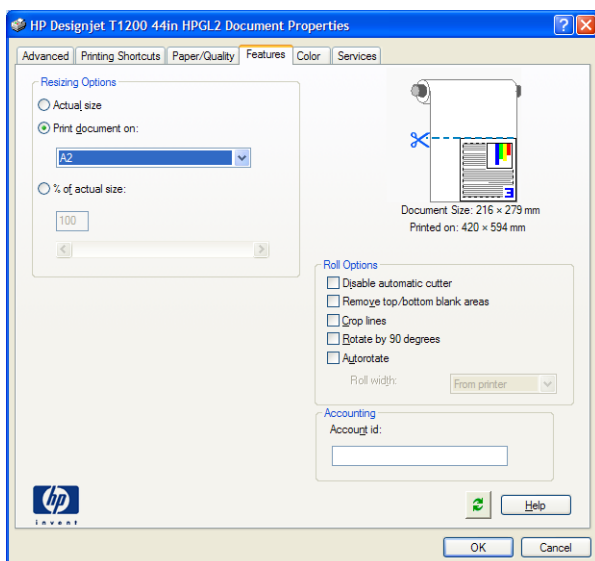 HP Designjet T1200 44in HPGL2 Document Properties
Advanced Printing Shortcuts Paper/Quality Features Color Services
Resizing Options
Actual size
Print document on:
A2
% of actual size:
100
Document Size: 216 × 279 mm
Printed on: 420 × 594 mm
Roll Options
Disable automatic cutter
Remove top/bottom blank areas
Crop lines
Rotate by 90 degrees
Autorotate
Roll width: From printer
Accounting
Account id:
hp
invent
Help
OK Cancel
3